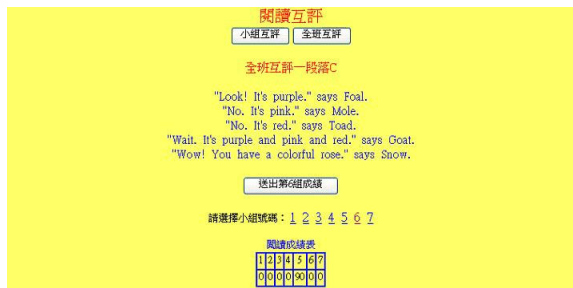 閱讀互評
小組互評 全班互評
全班互評—段落C
"Look! It's purple." says Foal.
"No. It's pink." says Mole.
"No. It's red." says Toad.
"Wait. It's purple and pink and red." says Goat.
"Wow! You have a colorful rose." says Snow.
送出第6組成績
請選擇小組號碼：1 2 3 4 5 6 7
閱讀成績表
1 2 3 4 5 6 7
0 0 0 0 90 0 0